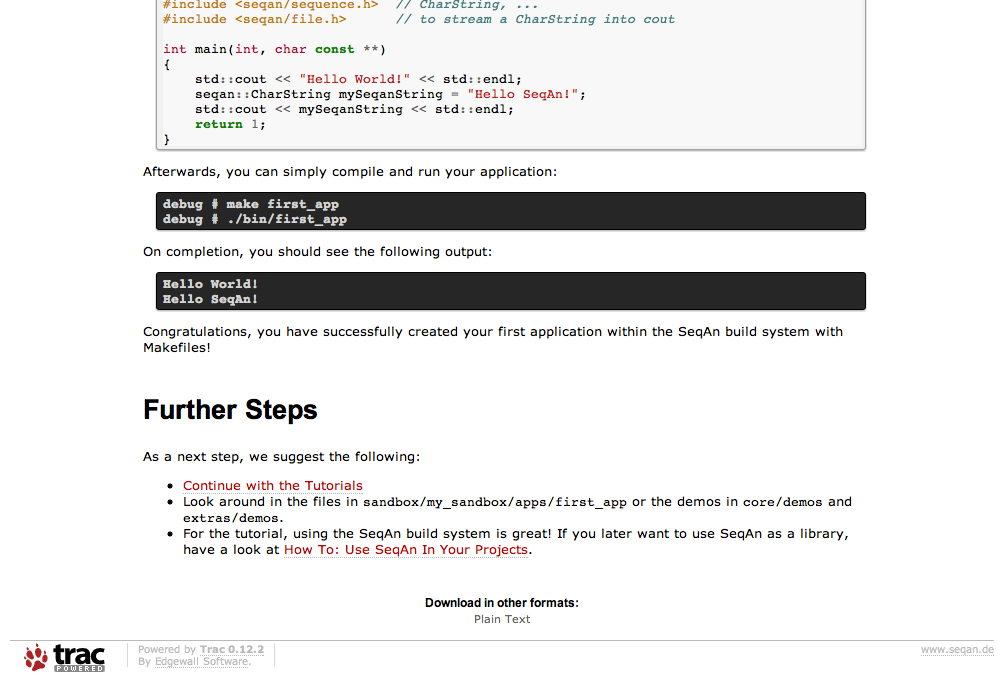 #include <seqan/sequence.h>  // CharString, ...
#include <seqan/file.h>      // to stream a CharString into cout
int main(int, char const **)
{
    std::cout << "Hello World!" << std::endl;
    seqan::CharString mySeqanString = "Hello SeqAn!";
    std::cout << mySeqanString << std::endl;
    return 1;
}
Afterwards, you can simply compile and run your application:
debug # make first_app
debug # ./bin/first_app
On completion, you should see the following output:
Hello World!
Hello SeqAn!
Congratulations, you have successfully created your first application within the SeqAn build system with
Makefiles!
Further Steps
As a next step, we suggest the following:
• Continue with the Tutorials
• Look around in the files in sandbox/my_sandbox/apps/first_app or the demos in core/demos and
extras/demos.
• For the tutorial, using the SeqAn build system is great! If you later want to use SeqAn as a library,
have a look at How To: Use SeqAn In Your Projects.
Download in other formats:
Plain Text
trac
POWERED
Powered by Trac 0.12.2
By Edgewall Software.
www.seqan.de